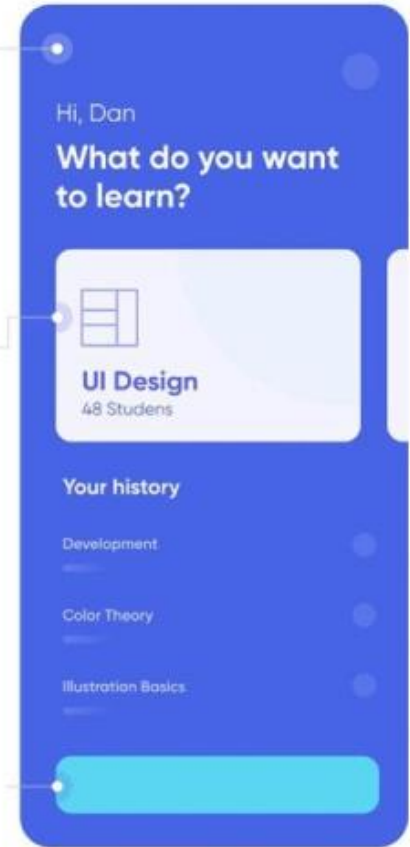 Hi, Dan
What do you want
to learn?
UI Design
48 Studens
Your history
Development
Color Theory
Illustration Basics